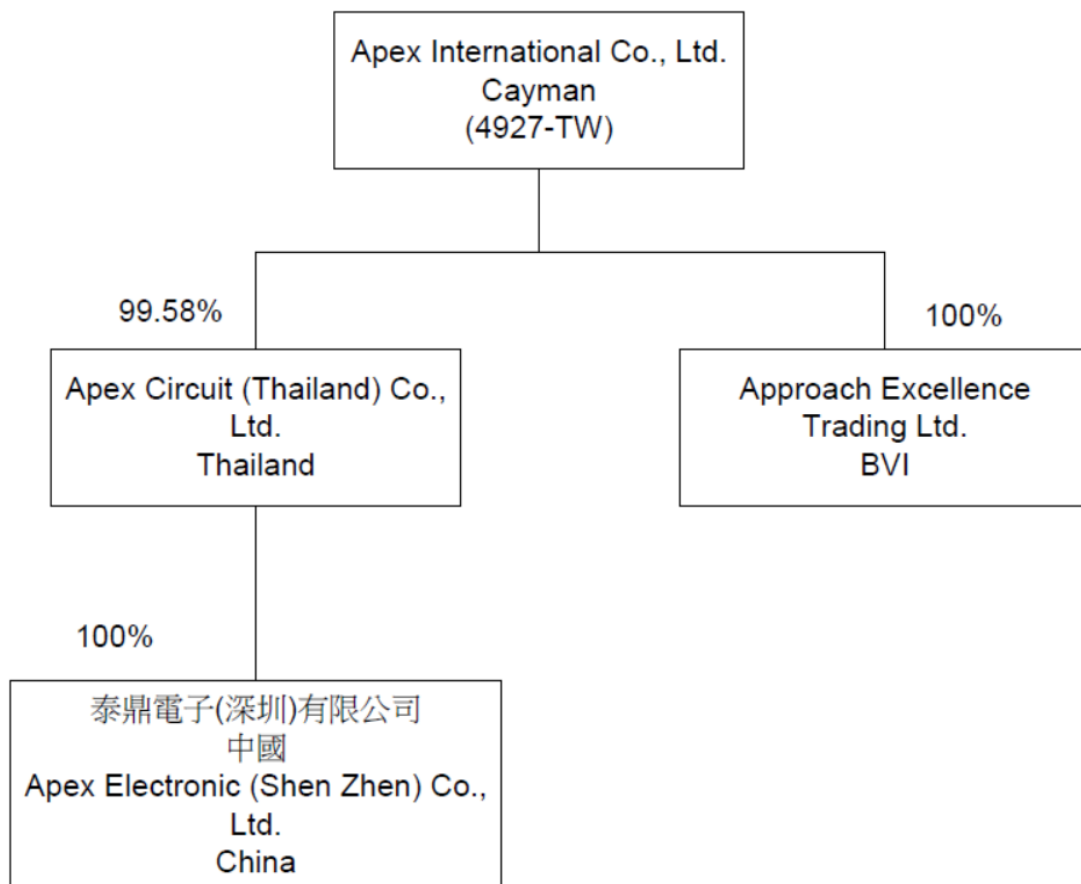 Apex International Co., Ltd.
Cayman
(4927-TW)
99.58%
100%
Apex Circuit (Thailand) Co.,
Ltd.
Thailand
Approach Excellence
Trading Ltd.
BVI
100%
泰鼎電子(深圳)有限公司
中國
Apex Electronic (Shen Zhen) Co.,
Ltd.
China